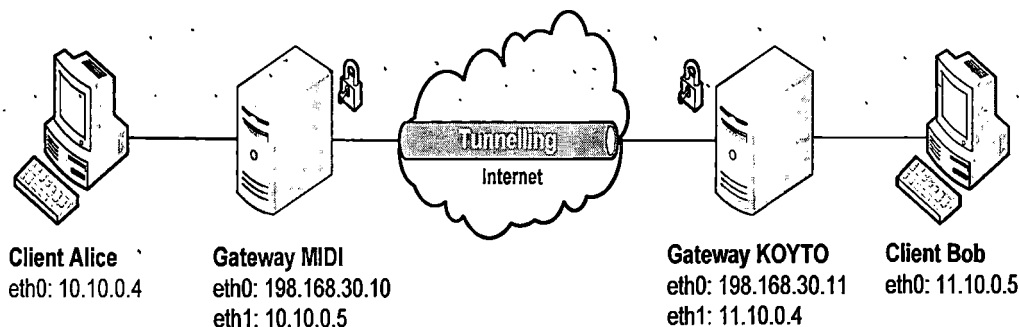 Tunnelling
Internet
Client Alice
eth0: 10.10.0.4
Gateway MIDI
eth0: 198.168.30.10
eth1: 10.10.0.5
Gateway KOYTO
eth0: 198.168.30.11
eth1: 11.10.0.4
Client Bob
eth0: 11.10.0.5